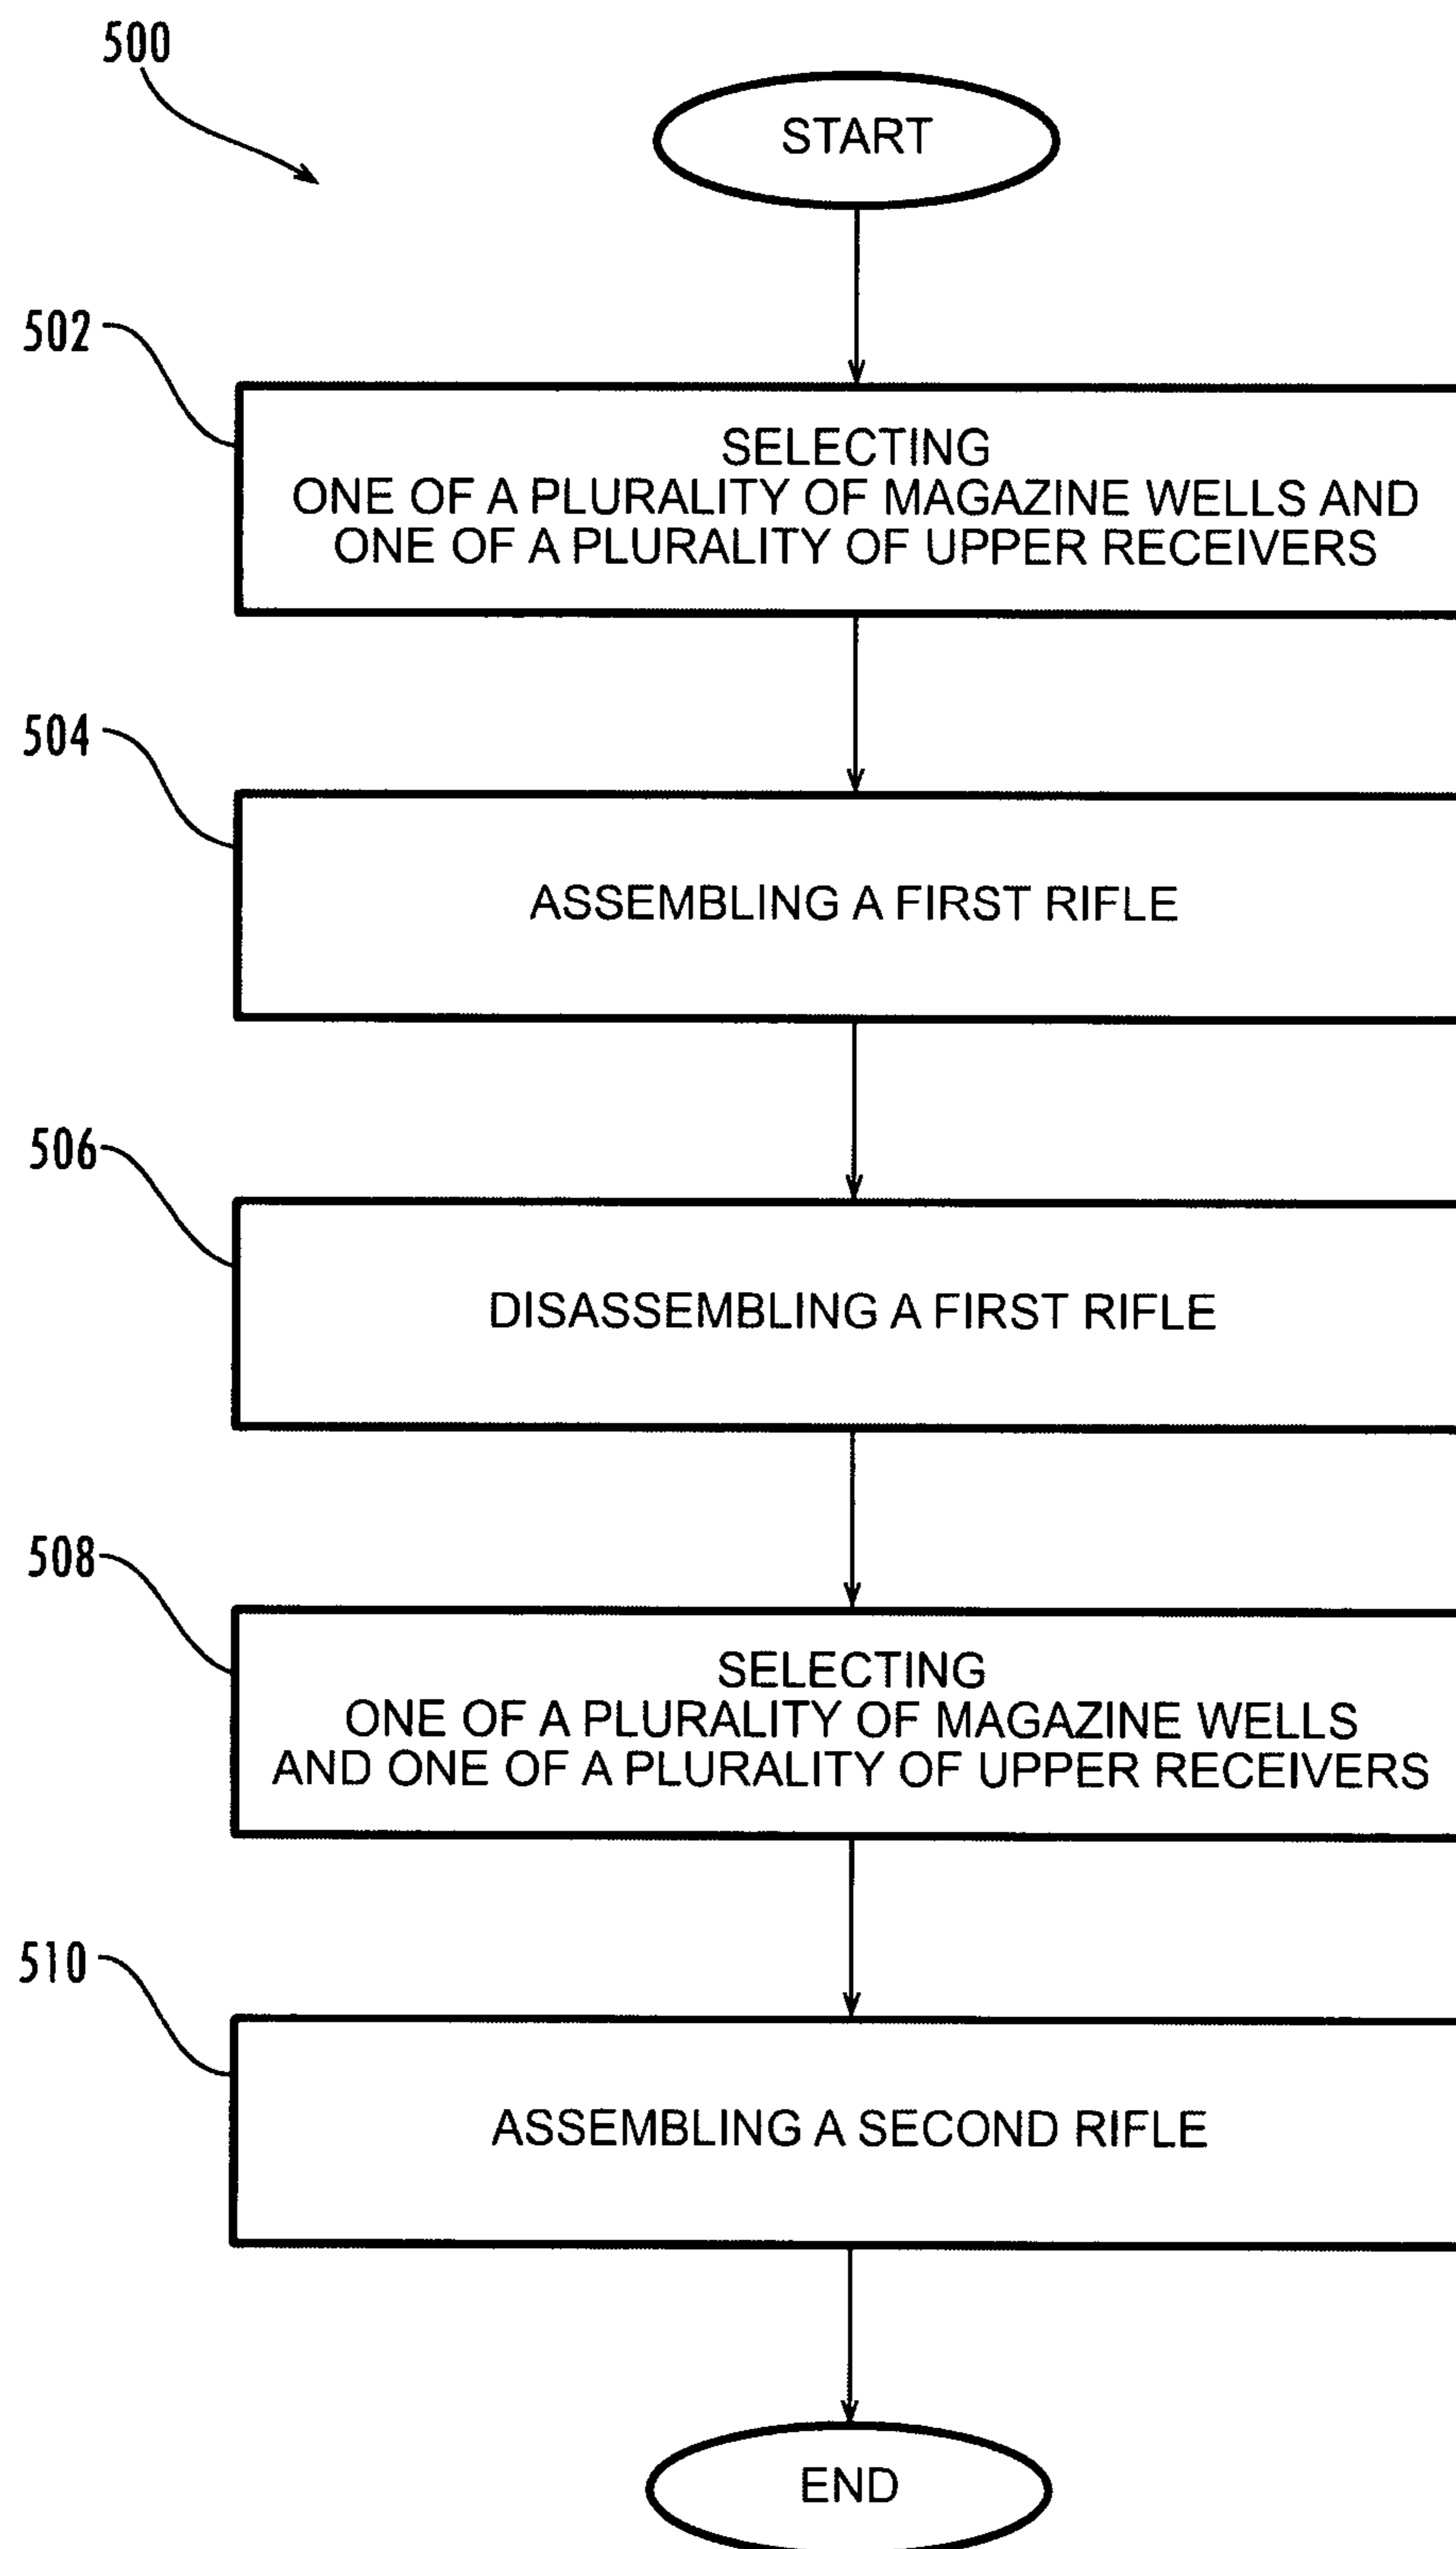 500
START
502
SELECTING
ONE OF A PLURALITY OF MAGAZINE WELLS AND
ONE OF A PLURALITY OF UPPER RECEIVERS
504
ASSEMBLING A FIRST RIFLE
506
DISASSEMBLING A FIRST RIFLE
508
SELECTING
ONE OF A PLURALITY OF MAGAZINE WELLS
AND ONE OF A PLURALITY OF UPPER RECEIVERS
510
ASSEMBLING A SECOND RIFLE
END